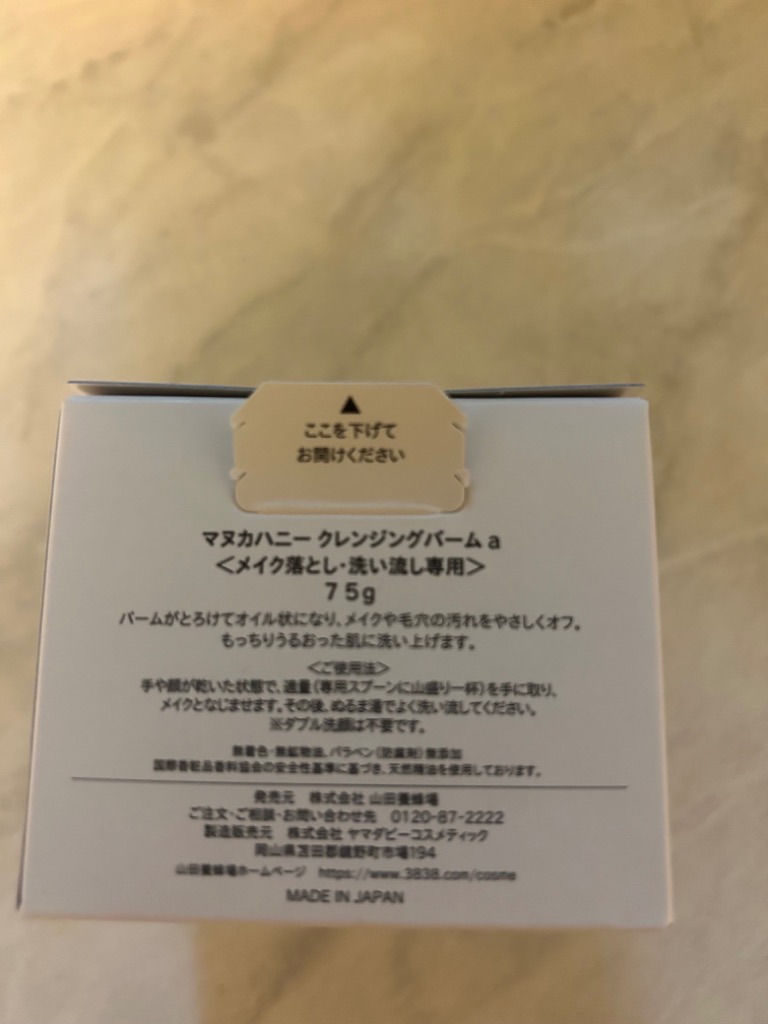 ▲
ここを下げて
お開けください
マヌカハニー クレンジングバーム a
＜メイク落とし・洗い流し専用＞
７５g
バームがとろけてオイル状になり、メイクや毛穴の汚れをやさしくオフ。
もっちりうるおった肌に洗い上げます。
＜ご使用法＞
手や顔が乾いた状態で、適量（専用スプーンに山盛り一杯）を手に取り、
メイクとなじませます。その後、ぬるま湯でよく洗い流してください。
※ダブル洗顔は不要です。
無着色・無鉱物油、パラベン（防腐剤）無添加
国際香粧品香料協会の安全性基準に基づき、天然精油を使用しております。
発売元　株式会社 山田養蜂場
ご注文・ご相談・お問い合わせ先　0120-87-2222
製造販売元　株式会社 ヤマダビーコスメティック
岡山県苫田郡鏡野町市場194
山田養蜂場ホームページ　https://www.3838.com/cosme
MADE IN JAPAN